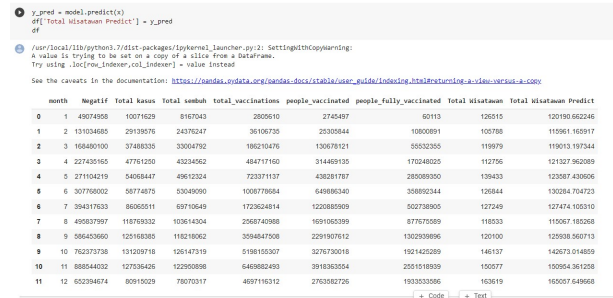 y_pred = model.predict(x)
df['Total Wisatawan Predict'] = y_pred
df
/usr/local/lib/python3.7/dist-packages/ipykernel_launcher.py:2: SettingWithCopyWarning:
A value is trying to be set on a copy of a slice from a DataFrame.
Try using .loc[row_indexer,col_indexer] = value instead
See the caveats in the documentation: https://pandas.pydata.org/pandas-docs/stable/user_guide/indexing.html#returning-a-view-versus-a-copy
month Negatif Total kasus Total sembuh total_vaccinations people_vaccinated people_fully_vaccinated Total Wisatawan Total Wisatawan Predict
0 1 49074958 10071629 8167043 2805610 2745497 60113 126515 120190.662246
1 2 131034685 29139576 24376247 36106735 25305844 10800891 105788 115961.165917
2 3 168480100 37488335 33004792 186210476 130678121 55532355 119979 119013.197344
3 4 227435165 47761250 43234562 484717160 314469135 170248025 112756 121327.962089
4 5 271104219 54068447 49612324 723371137 438281787 285089350 139433 123587.430606
5 6 307768002 58774875 53049090 1008778684 649886340 358892344 126844 130284.704723
6 7 394317633 86065511 69710649 1723624814 1220885909 502738905 127249 127474.105310
7 8 495837997 118769332 103614304 2568740988 1691065399 877675589 118533 115067.185268
8 9 586453660 125168385 118218062 3594847508 2291907612 1302939896 120100 125938.560713
9 10 762373738 131209718 126147319 5198155307 3276730018 1921425289 146137 142673.014859
10 11 888544032 127536426 122950898 6469882493 3918363554 2551518939 150577 150954.361258
11 12 652394674 80915029 78070317 4697116312 2763582726 1933533586 163619 165057.649668
+ Code + Text